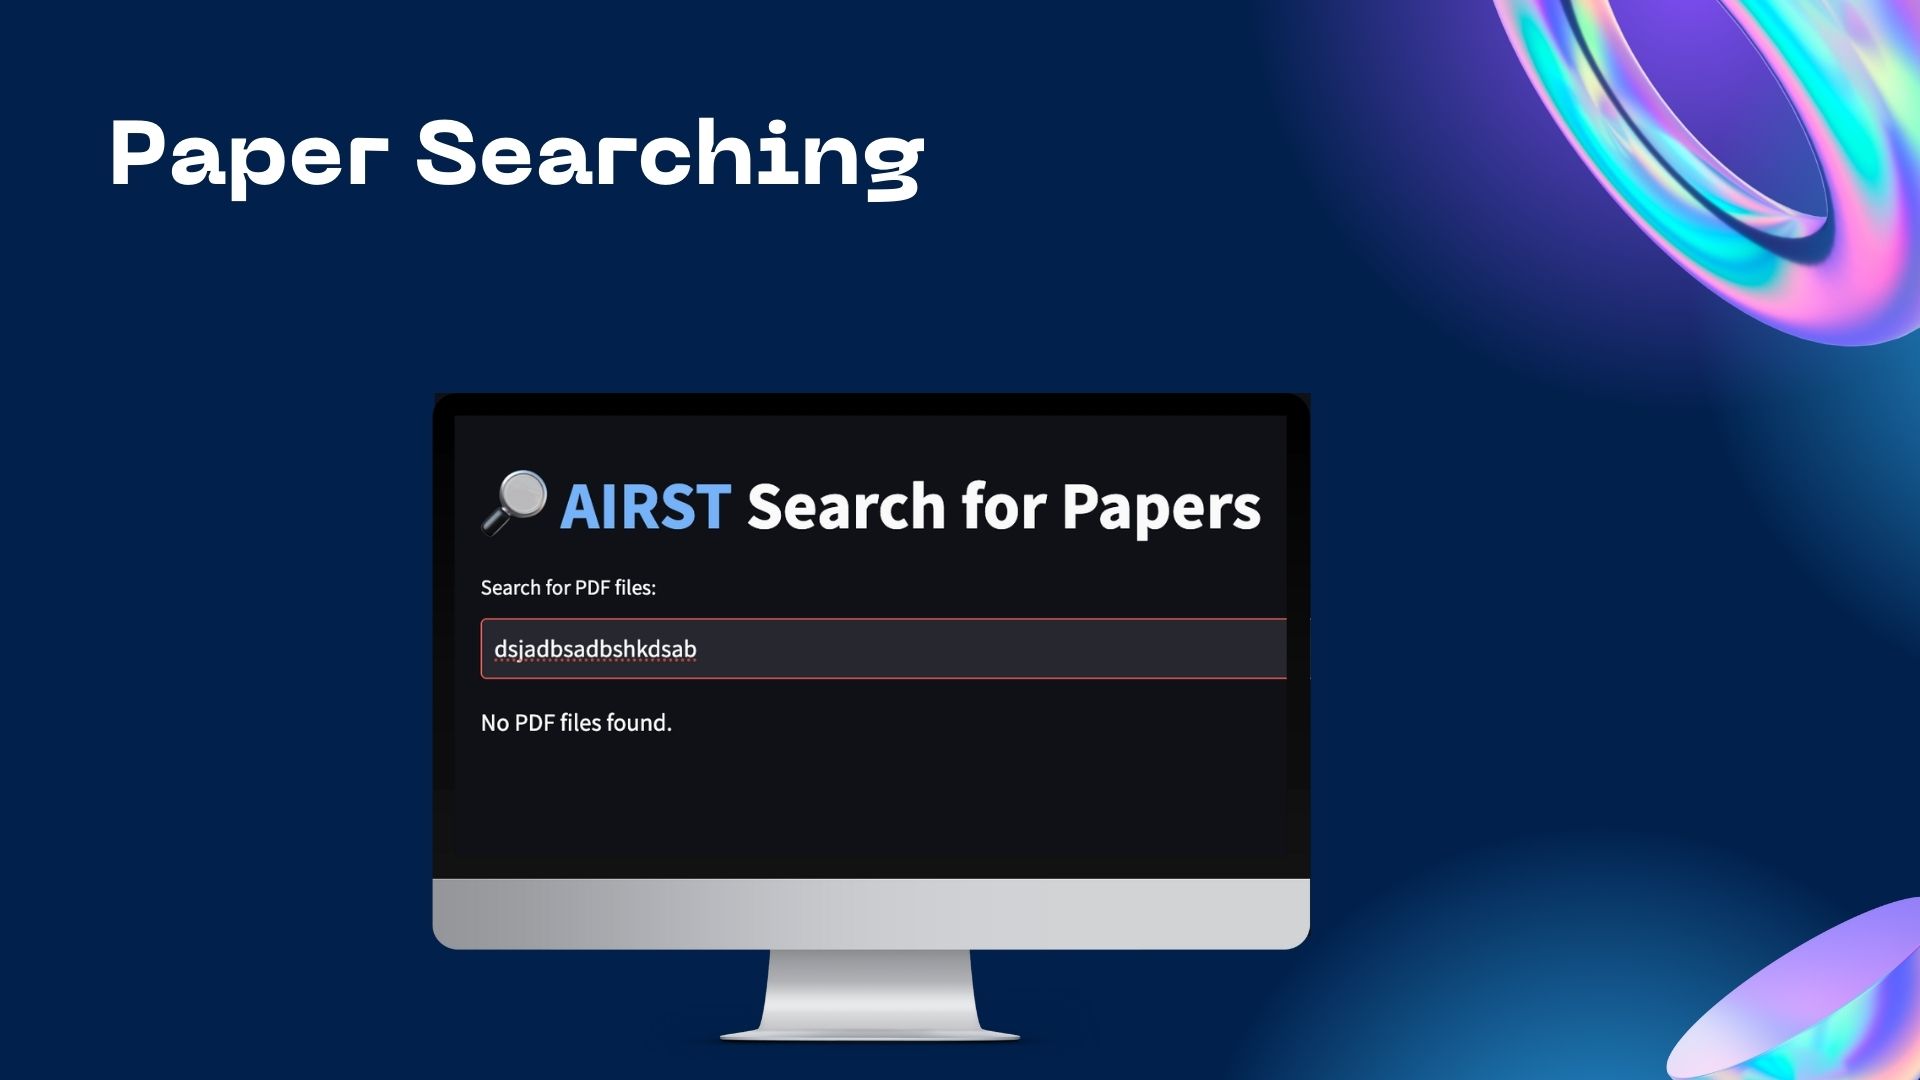 Paper Searching
AIRST Search for Papers
Search for PDF files:
dsjadbsadbshkdsab
No PDF files found.